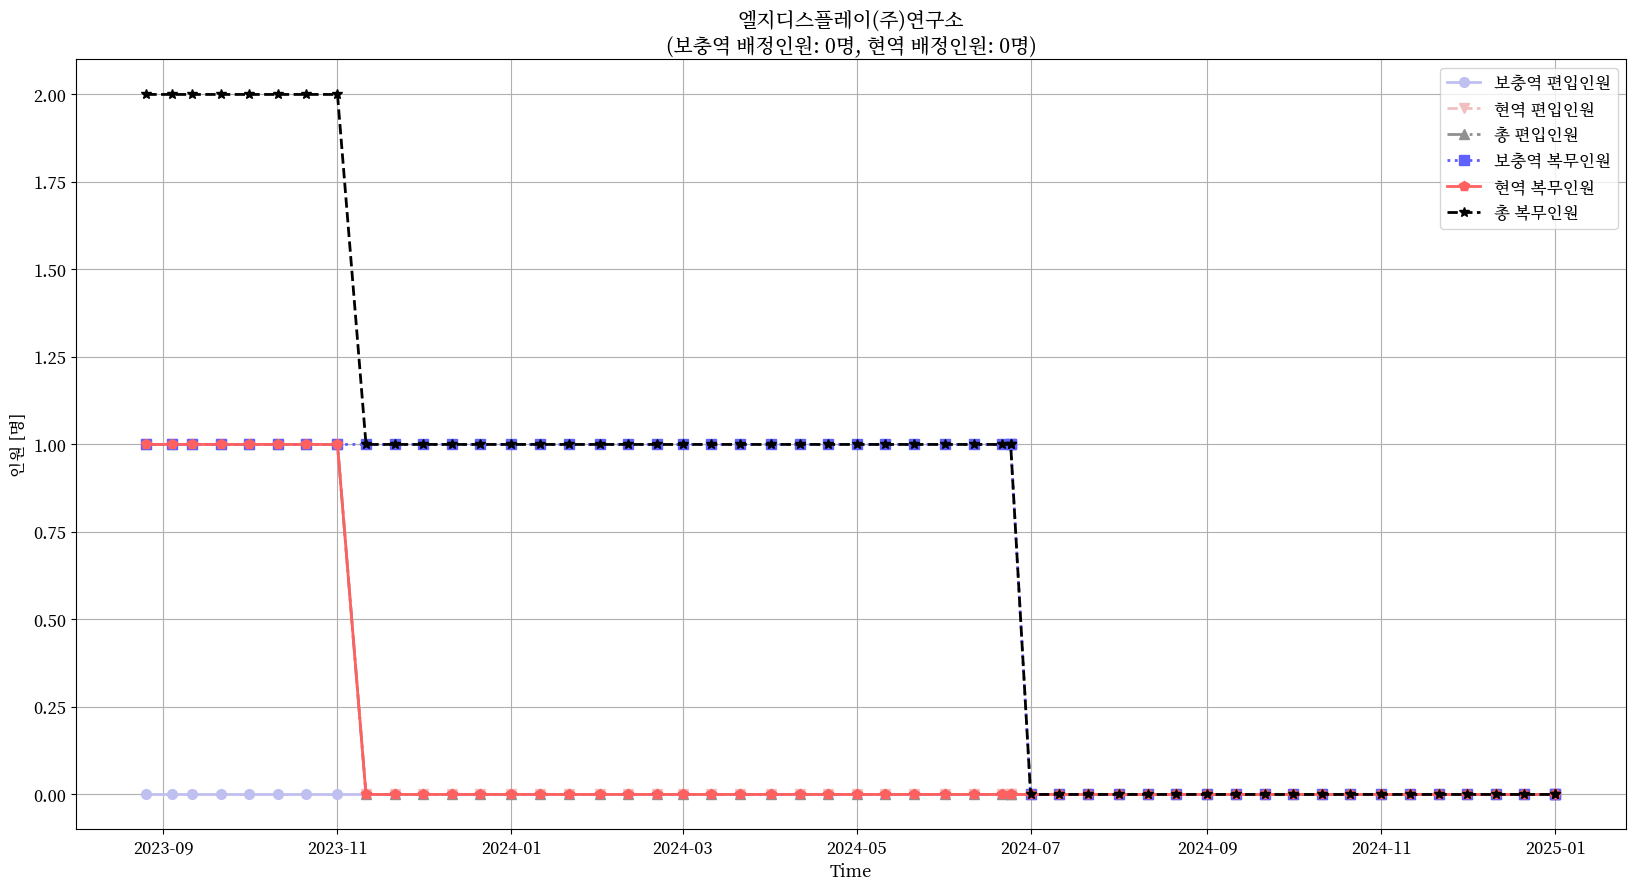 엘지디스플레이(주)연구소
(보충역 배정인원: 0명, 현역 배정인원: 0명)
보충역 편입인원
현역 편입인원
총 편입인원
보충역 복무인원
현역 복무인원
총 복무인원
인원 [명]
2.00
1.75
1.50
1.25
1.00
0.75
0.50
0.25
0.00
2023-09
2023-11
2024-01
2024-03
2024-05
2024-07
2024-09
2024-11
2025-01
Time